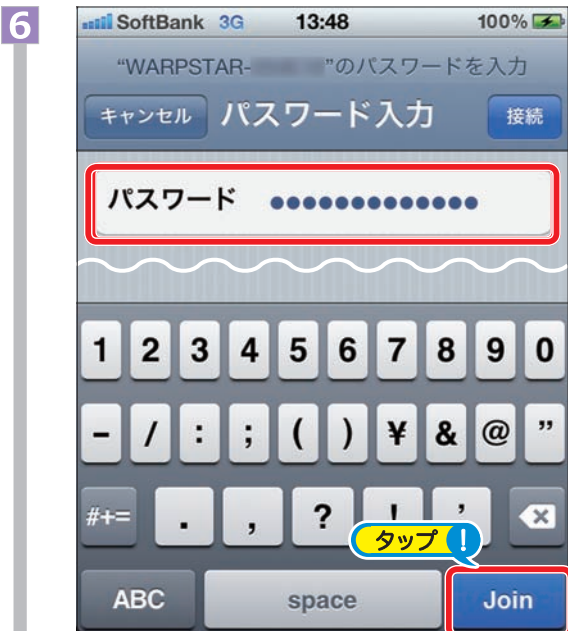 6
SoftBank 3G 13:48 100%
“WARPSTAR- ”のパスワードを入力
キャンセル パスワード入力 接続
パスワード ●●●●●●●●●●●●●
1 2 3 4 5 6 7 8 9 0
- / : ; ( ) ¥ & @ ”
#+= . , ? ! ’
タップ !
ABC space Join